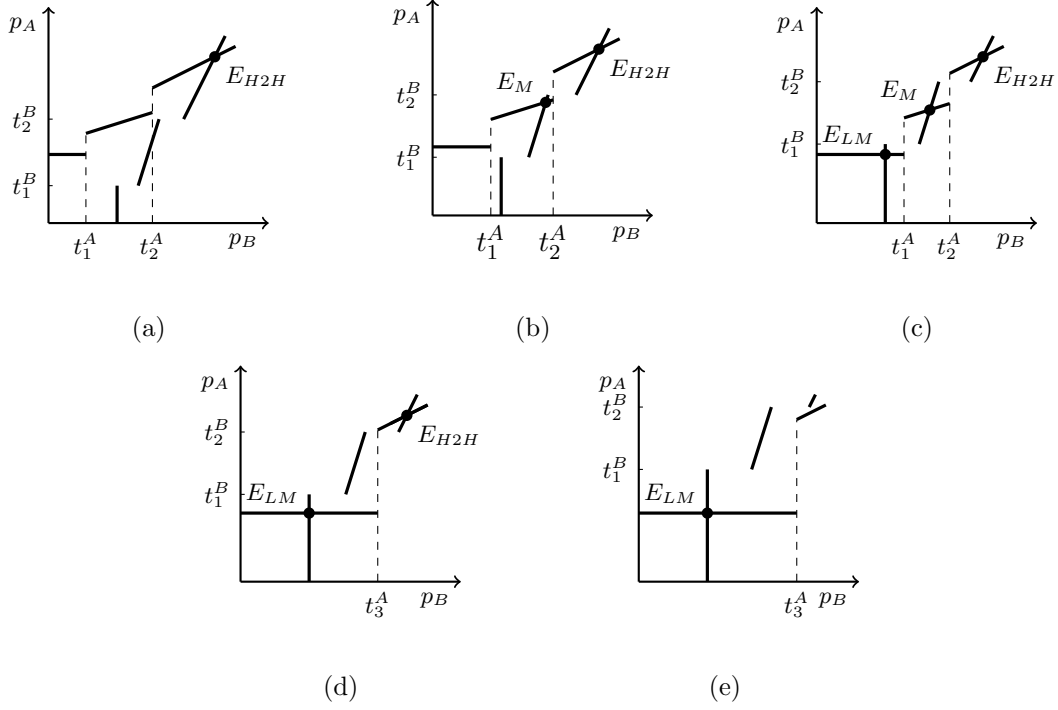 p_A
E_{H2H}
t_2^B
t_1^B
t_1^A
t_2^A
p_B
(a)
p_A
E_M
E_{H2H}
t_2^B
t_1^B
t_1^A
t_2^A
p_B
(b)
p_A
t_2^B
E_{H2H}
E_M
E_{LM}
t_1^B
t_1^A
t_2^A
p_B
(c)
p_A
t_2^B
E_{H2H}
t_1^B
E_{LM}
t_3^A
p_B
(d)
p_A
t_2^B
t_1^B
E_{LM}
t_3^A
p_B
(e)